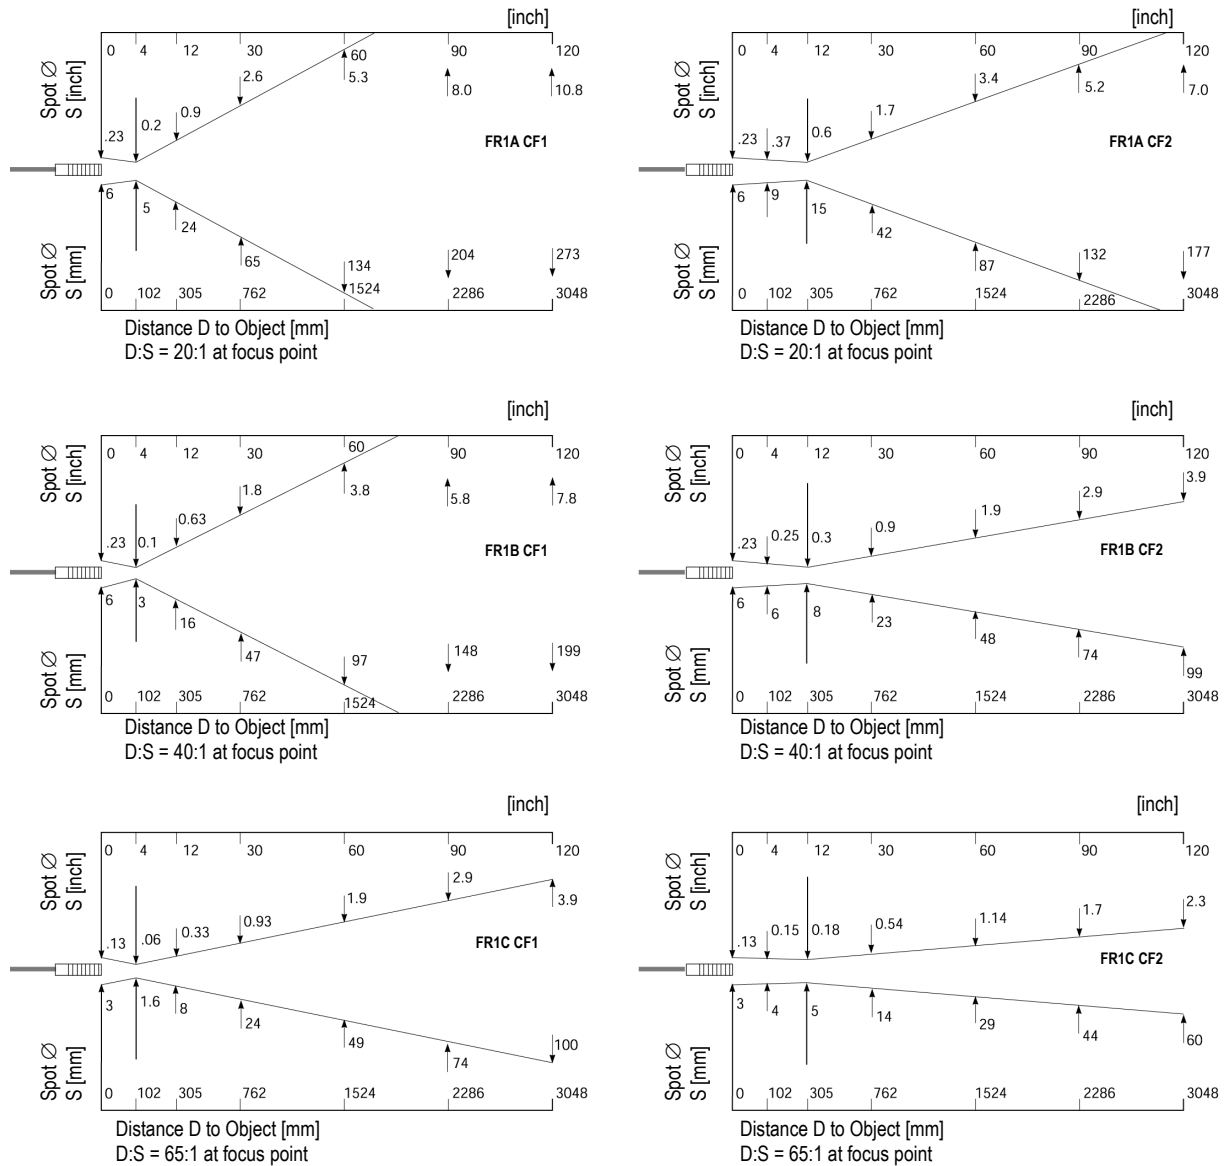 [inch]
0 4 12 30 60 90 120
Spot Ø
S [inch]
.23 0.2 0.9 2.6 5.3 8.0 10.8
FR1A CF1
6 5 24 65 134 204 273
Spot Ø
S [mm]
0 102 305 762 1524 2286 3048
Distance D to Object [mm]
D:S = 20:1 at focus point
[inch]
0 4 12 30 60 90 120
Spot Ø
S [inch]
.23 .37 0.6 1.7 3.4 5.2 7.0
FR1A CF2
6 9 15 42 87 132 177
Spot Ø
S [mm]
0 102 305 762 1524 2286 3048
Distance D to Object [mm]
D:S = 20:1 at focus point
[inch]
0 4 12 30 60 90 120
Spot Ø
S [inch]
.23 0.1 0.63 1.8 3.8 5.8 7.8
FR1B CF1
6 3 16 47 97 148 199
Spot Ø
S [mm]
0 102 305 762 1524 2286 3048
Distance D to Object [mm]
D:S = 40:1 at focus point
[inch]
0 4 12 30 60 90 120
Spot Ø
S [inch]
.23 0.25 0.3 0.9 1.9 2.9 3.9
FR1B CF2
6 6 8 23 48 74 99
Spot Ø
S [mm]
0 102 305 762 1524 2286 3048
Distance D to Object [mm]
D:S = 40:1 at focus point
[inch]
0 4 12 30 60 90 120
Spot Ø
S [inch]
.13 .06 0.33 0.93 1.9 2.9 3.9
FR1C CF1
3 1.6 8 24 49 74 100
Spot Ø
S [mm]
0 102 305 762 1524 2286 3048
Distance D to Object [mm]
D:S = 65:1 at focus point
[inch]
0 4 12 30 60 90 120
Spot Ø
S [inch]
.13 0.15 0.18 0.54 1.14 1.7 2.3
FR1C CF2
3 4 5 14 29 44 60
Spot Ø
S [mm]
0 102 305 762 1524 2286 3048
Distance D to Object [mm]
D:S = 65:1 at focus point